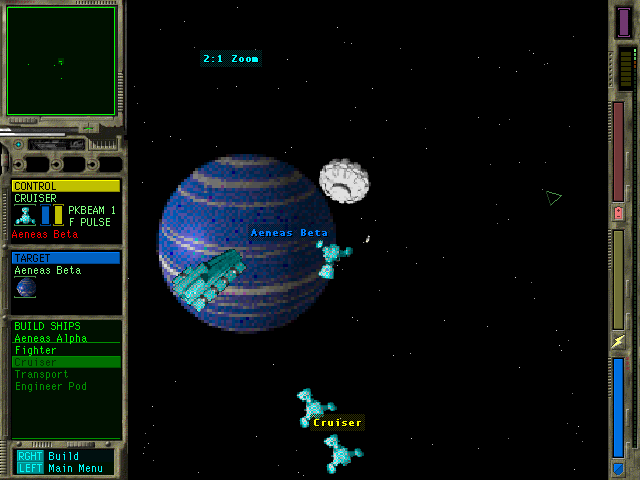 2:1 Zoom
CONTROL
CRUISER
PKBEAM 1
F PULSE
Aeneas Beta
TARGET
Aeneas Beta
BUILD SHIPS
Aeneas Alpha
Fighter
Cruiser
Transport
Engineer Pod
RGHT Build
LEFT Main Menu
Aeneas Beta
Cruiser